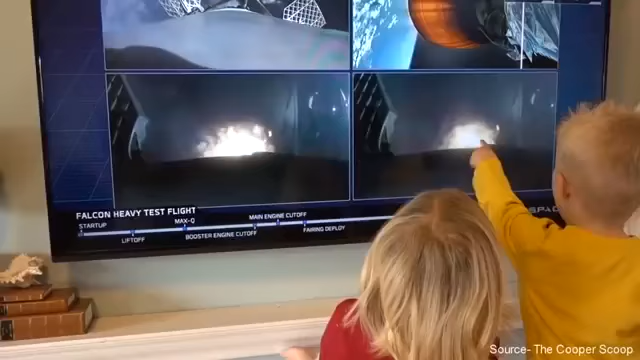 FALCON HEAVY TEST FLIGHT
STARTUP
MAX-Q
MAIN ENGINE CUTOFF
LIFTOFF
BOOSTER ENGINE CUTOFF
FAIRING DEPLOY
Source- The Cooper Scoop